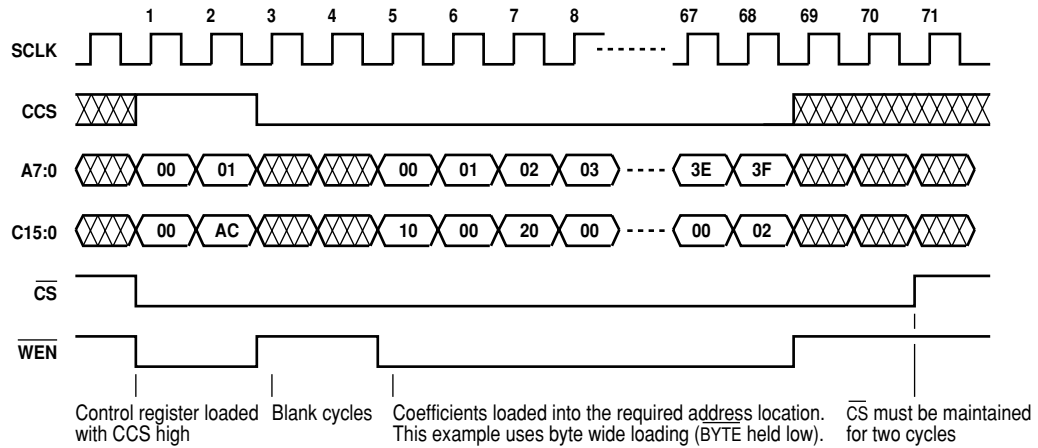 1 2 3 4 5 6 7 8 67 68 69 70 71
SCLK
CCS
A7:0 00 01 00 01 02 03 3E 3F
C15:0 00 AC 10 00 20 00 00 02
CS
WEN
Control register loaded
with CCS high
Blank cycles
Coefficients loaded into the required address location.
This example uses byte wide loading (BYTE held low).
CS must be maintained
for two cycles